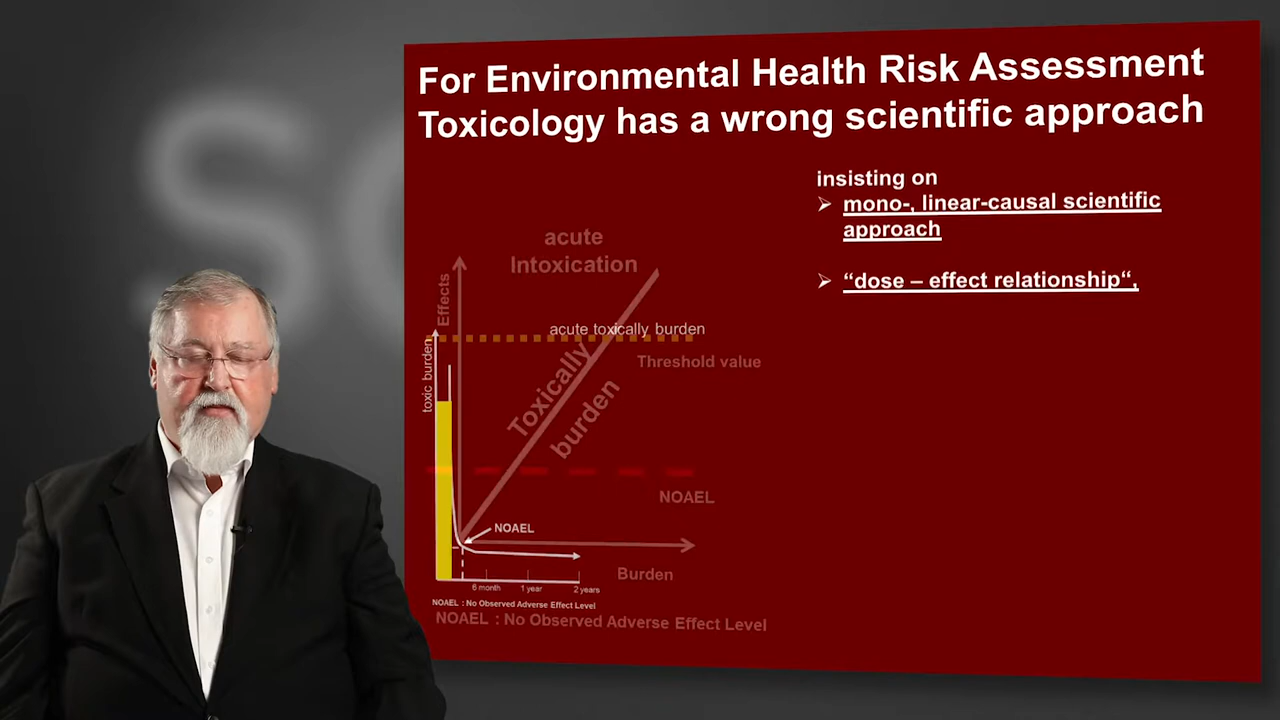 For Environmental Health Risk Assessment
Toxicology has a wrong scientific approach
insisting on
➢ mono-, linear-causal scientific
approach
➢ “dose – effect relationship“,
acute
Intoxication
Effects
acute toxically burden
toxic burden
Threshold value
Toxically
burden
NOAEL
NOAEL
Burden
6 month
1 year
2 years
NOAEL : No Observed Adverse Effect Level
NOAEL : No Observed Adverse Effect Level